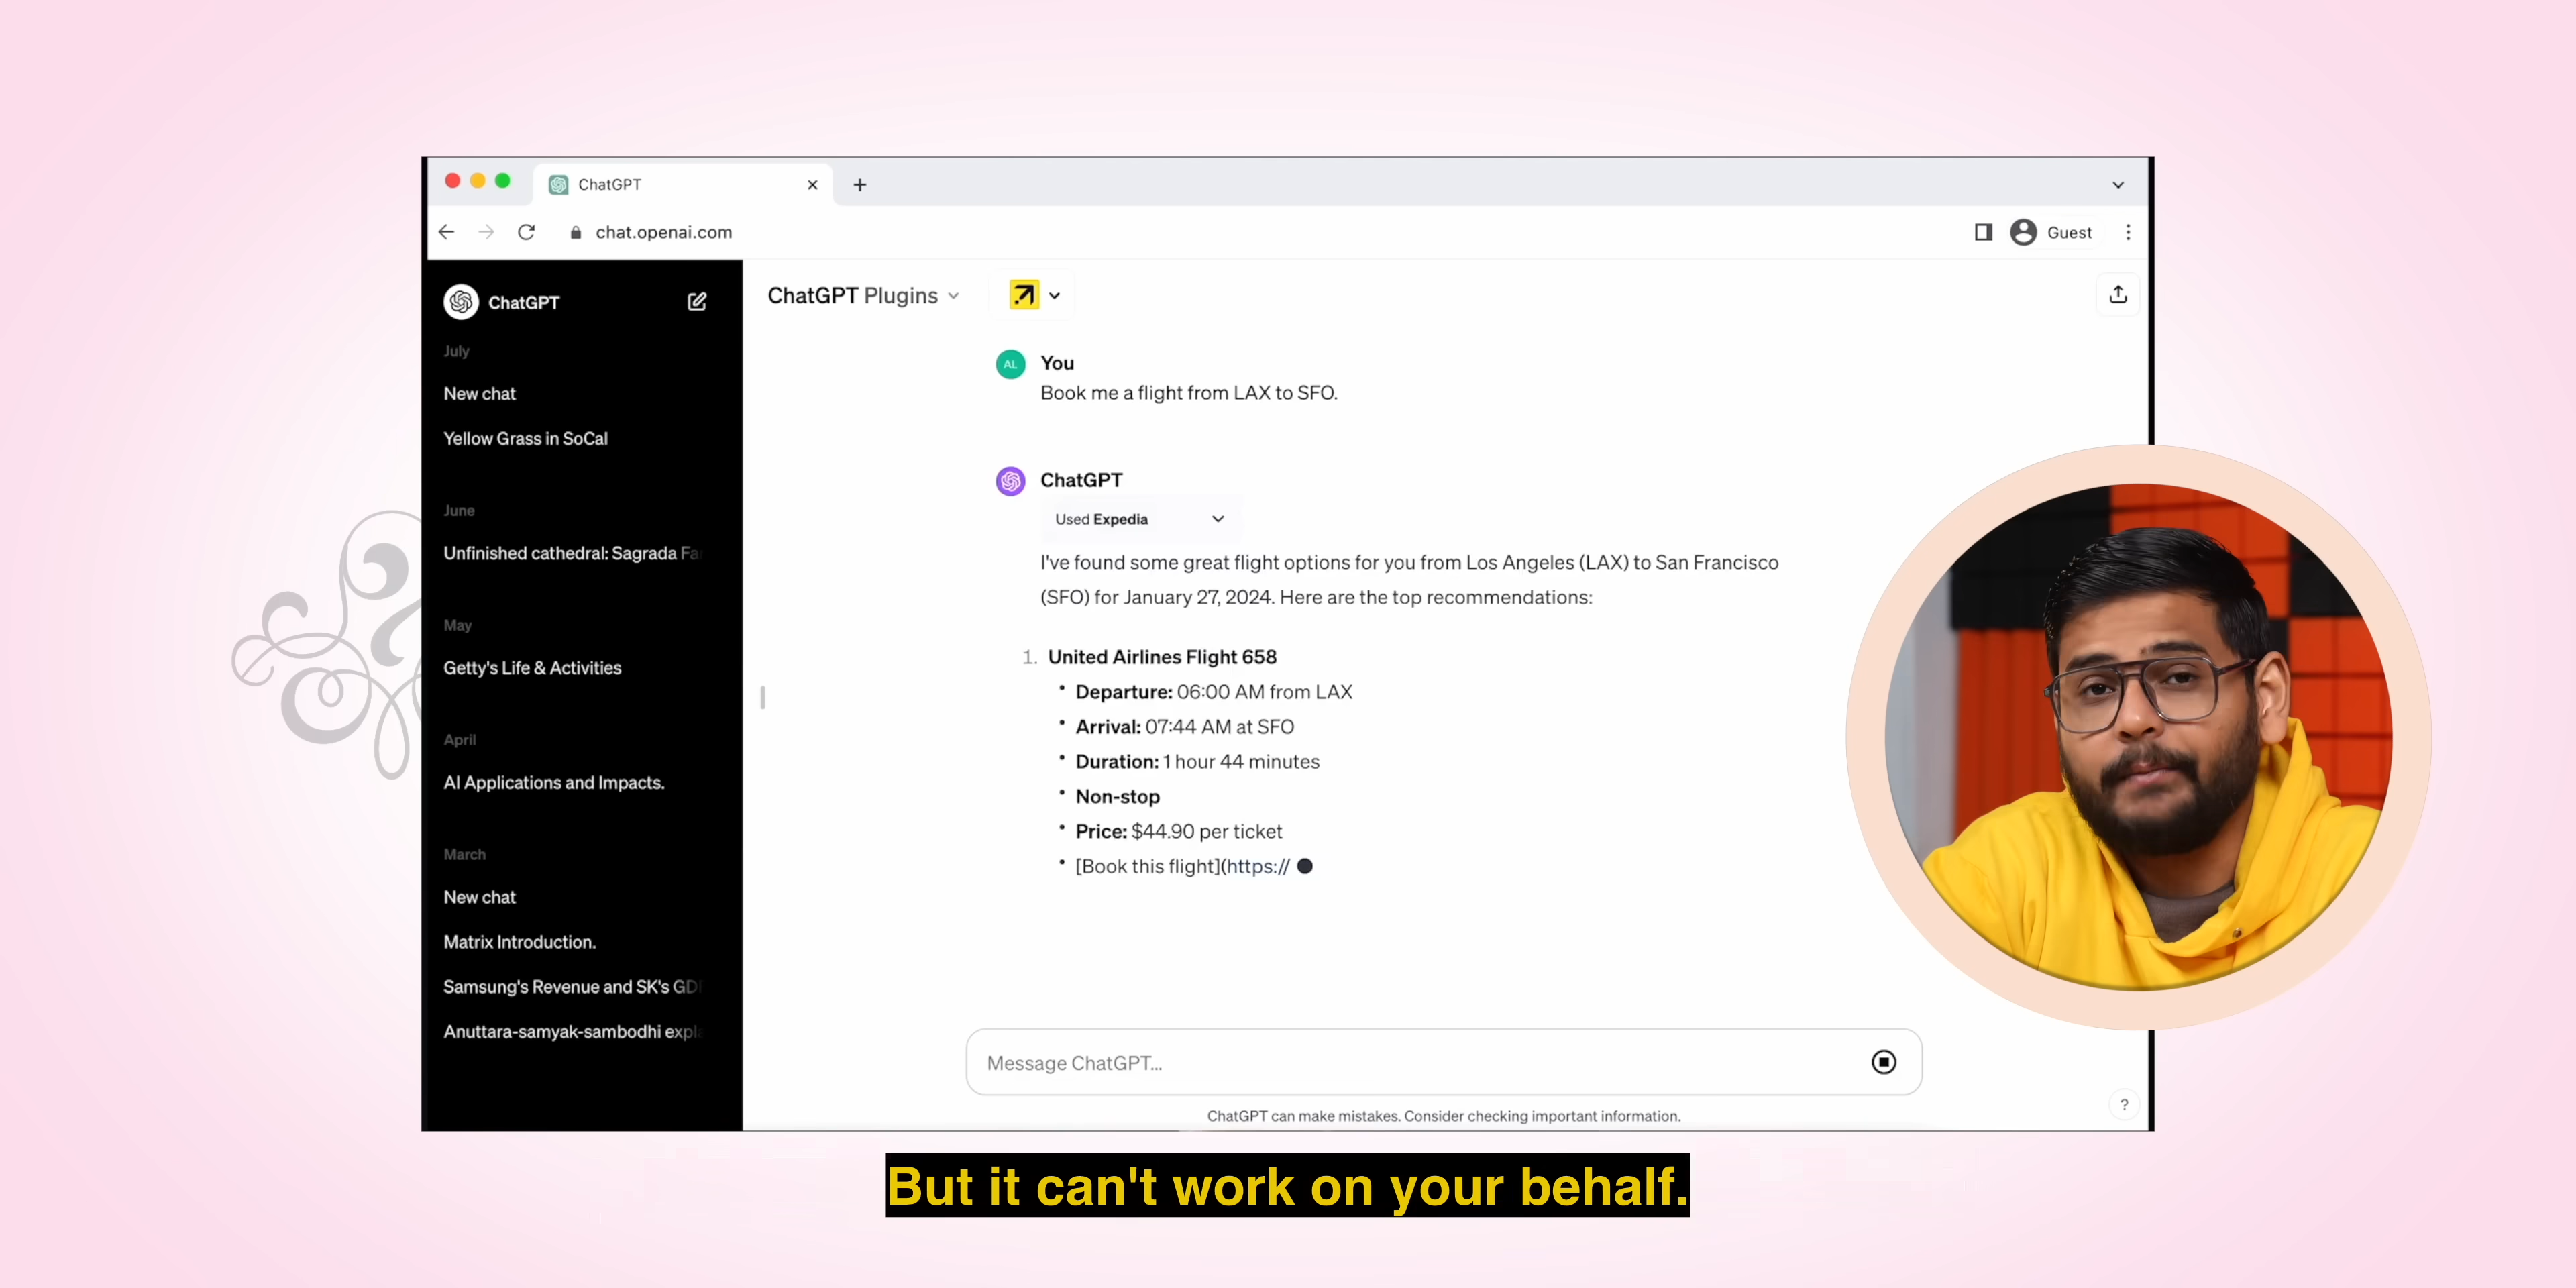 ChatGPT
chat.openai.com
Guest
ChatGPT
July
New chat
Yellow Grass in SoCal
June
Unfinished cathedral: Sagrada Fa
May
Getty's Life & Activities
April
AI Applications and Impacts.
March
New chat
Matrix Introduction.
Samsung's Revenue and SK's GD
Anuttara-samyak-sambodhi expl
ChatGPT Plugins
AL
You
Book me a flight from LAX to SFO.
ChatGPT
Used Expedia
I've found some great flight options for you from Los Angeles (LAX) to San Francisco
(SFO) for January 27, 2024. Here are the top recommendations:
1. United Airlines Flight 658
• Departure: 06:00 AM from LAX
• Arrival: 07:44 AM at SFO
• Duration: 1 hour 44 minutes
• Non-stop
• Price: $44.90 per ticket
• [Book this flight](https://
Message ChatGPT...
ChatGPT can make mistakes. Consider checking important information.
?
But it can't work on your behalf.